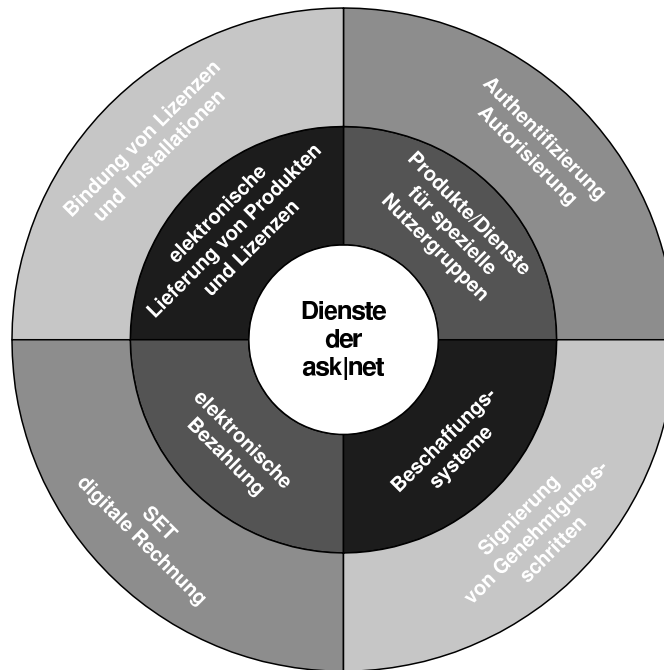 Bindung von Lizenzen
und Installationen
Authentifizierung
Autorisierung
elektronische
Lieferung von Produkten
und Lizenzen
Produkte/Dienste
für spezielle
Nutzergruppen
Dienste
der
ask|net
elektronische
Bezahlung
Beschaffungs-
systeme
SET
digitale Rechnung
Signierung
von Genehmigungs-
schritten